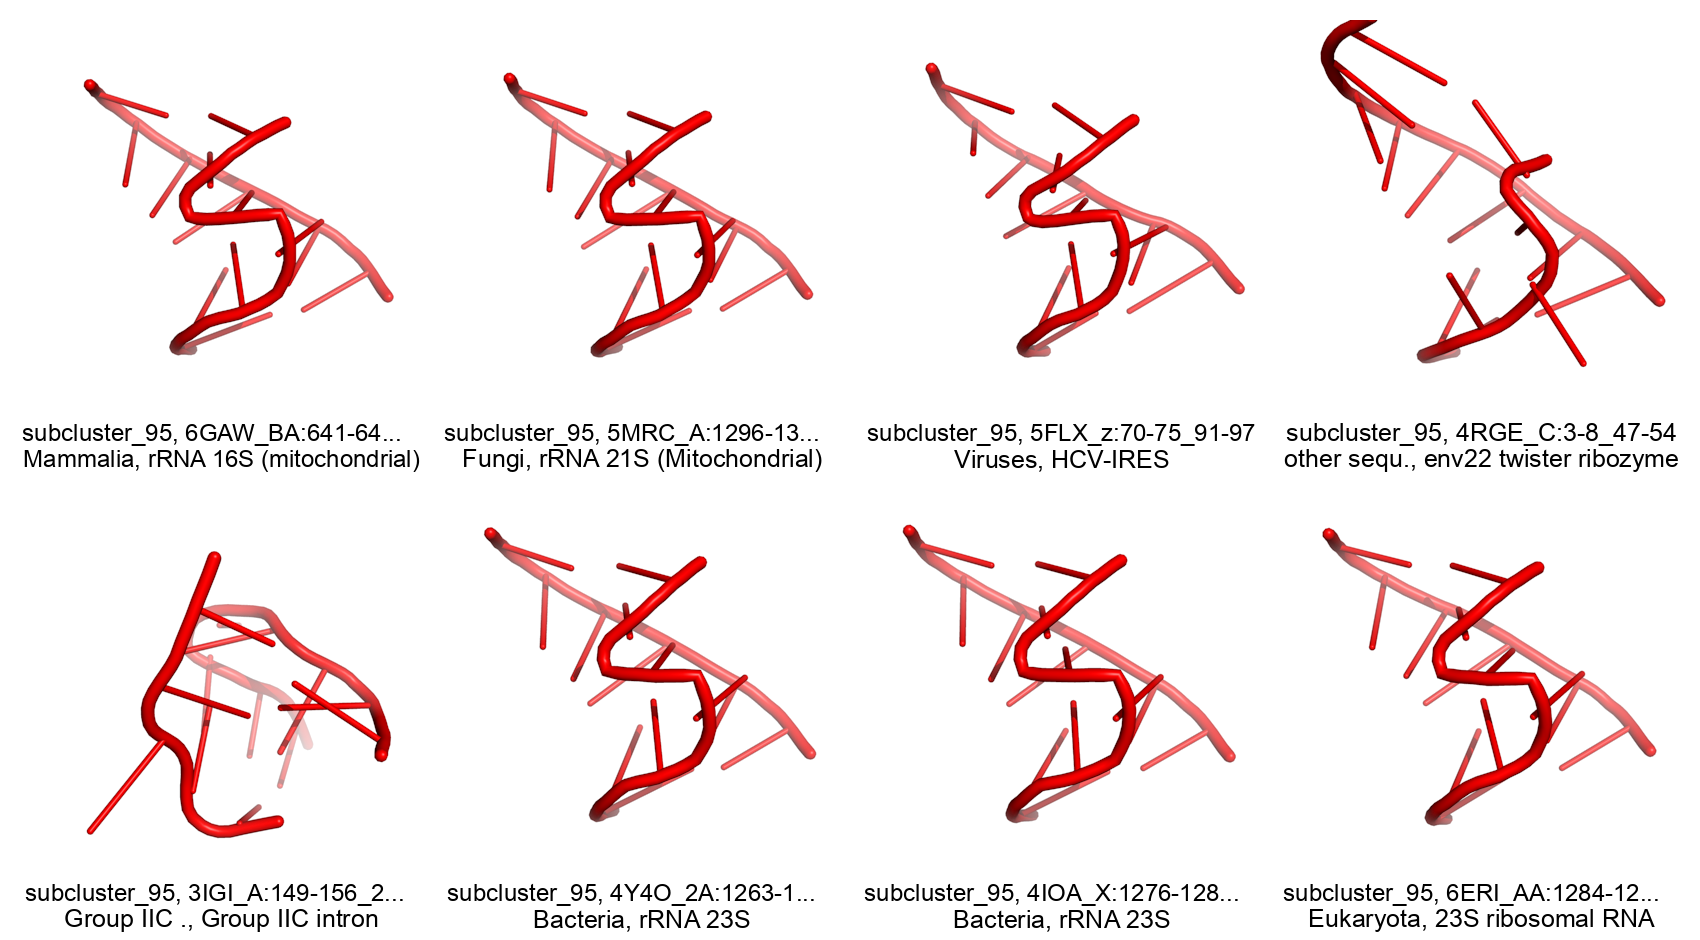 subcluster_95, 6GAW_BA:641-64...
Mammalia, rRNA 16S (mitochondrial)
subcluster_95, 5MRC_A:1296-13...
Fungi, rRNA 21S (Mitochondrial)
subcluster_95, 5FLX_z:70-75_91-97
Viruses, HCV-IRES
subcluster_95, 4RGE_C:3-8_47-54
other sequ., env22 twister ribozyme
subcluster_95, 3IGI_A:149-156_2...
Group IIC ., Group IIC intron
subcluster_95, 4Y4O_2A:1263-1...
Bacteria, rRNA 23S
subcluster_95, 4IOA_X:1276-128...
Bacteria, rRNA 23S
subcluster_95, 6ERI_AA:1284-12...
Eukaryota, 23S ribosomal RNA